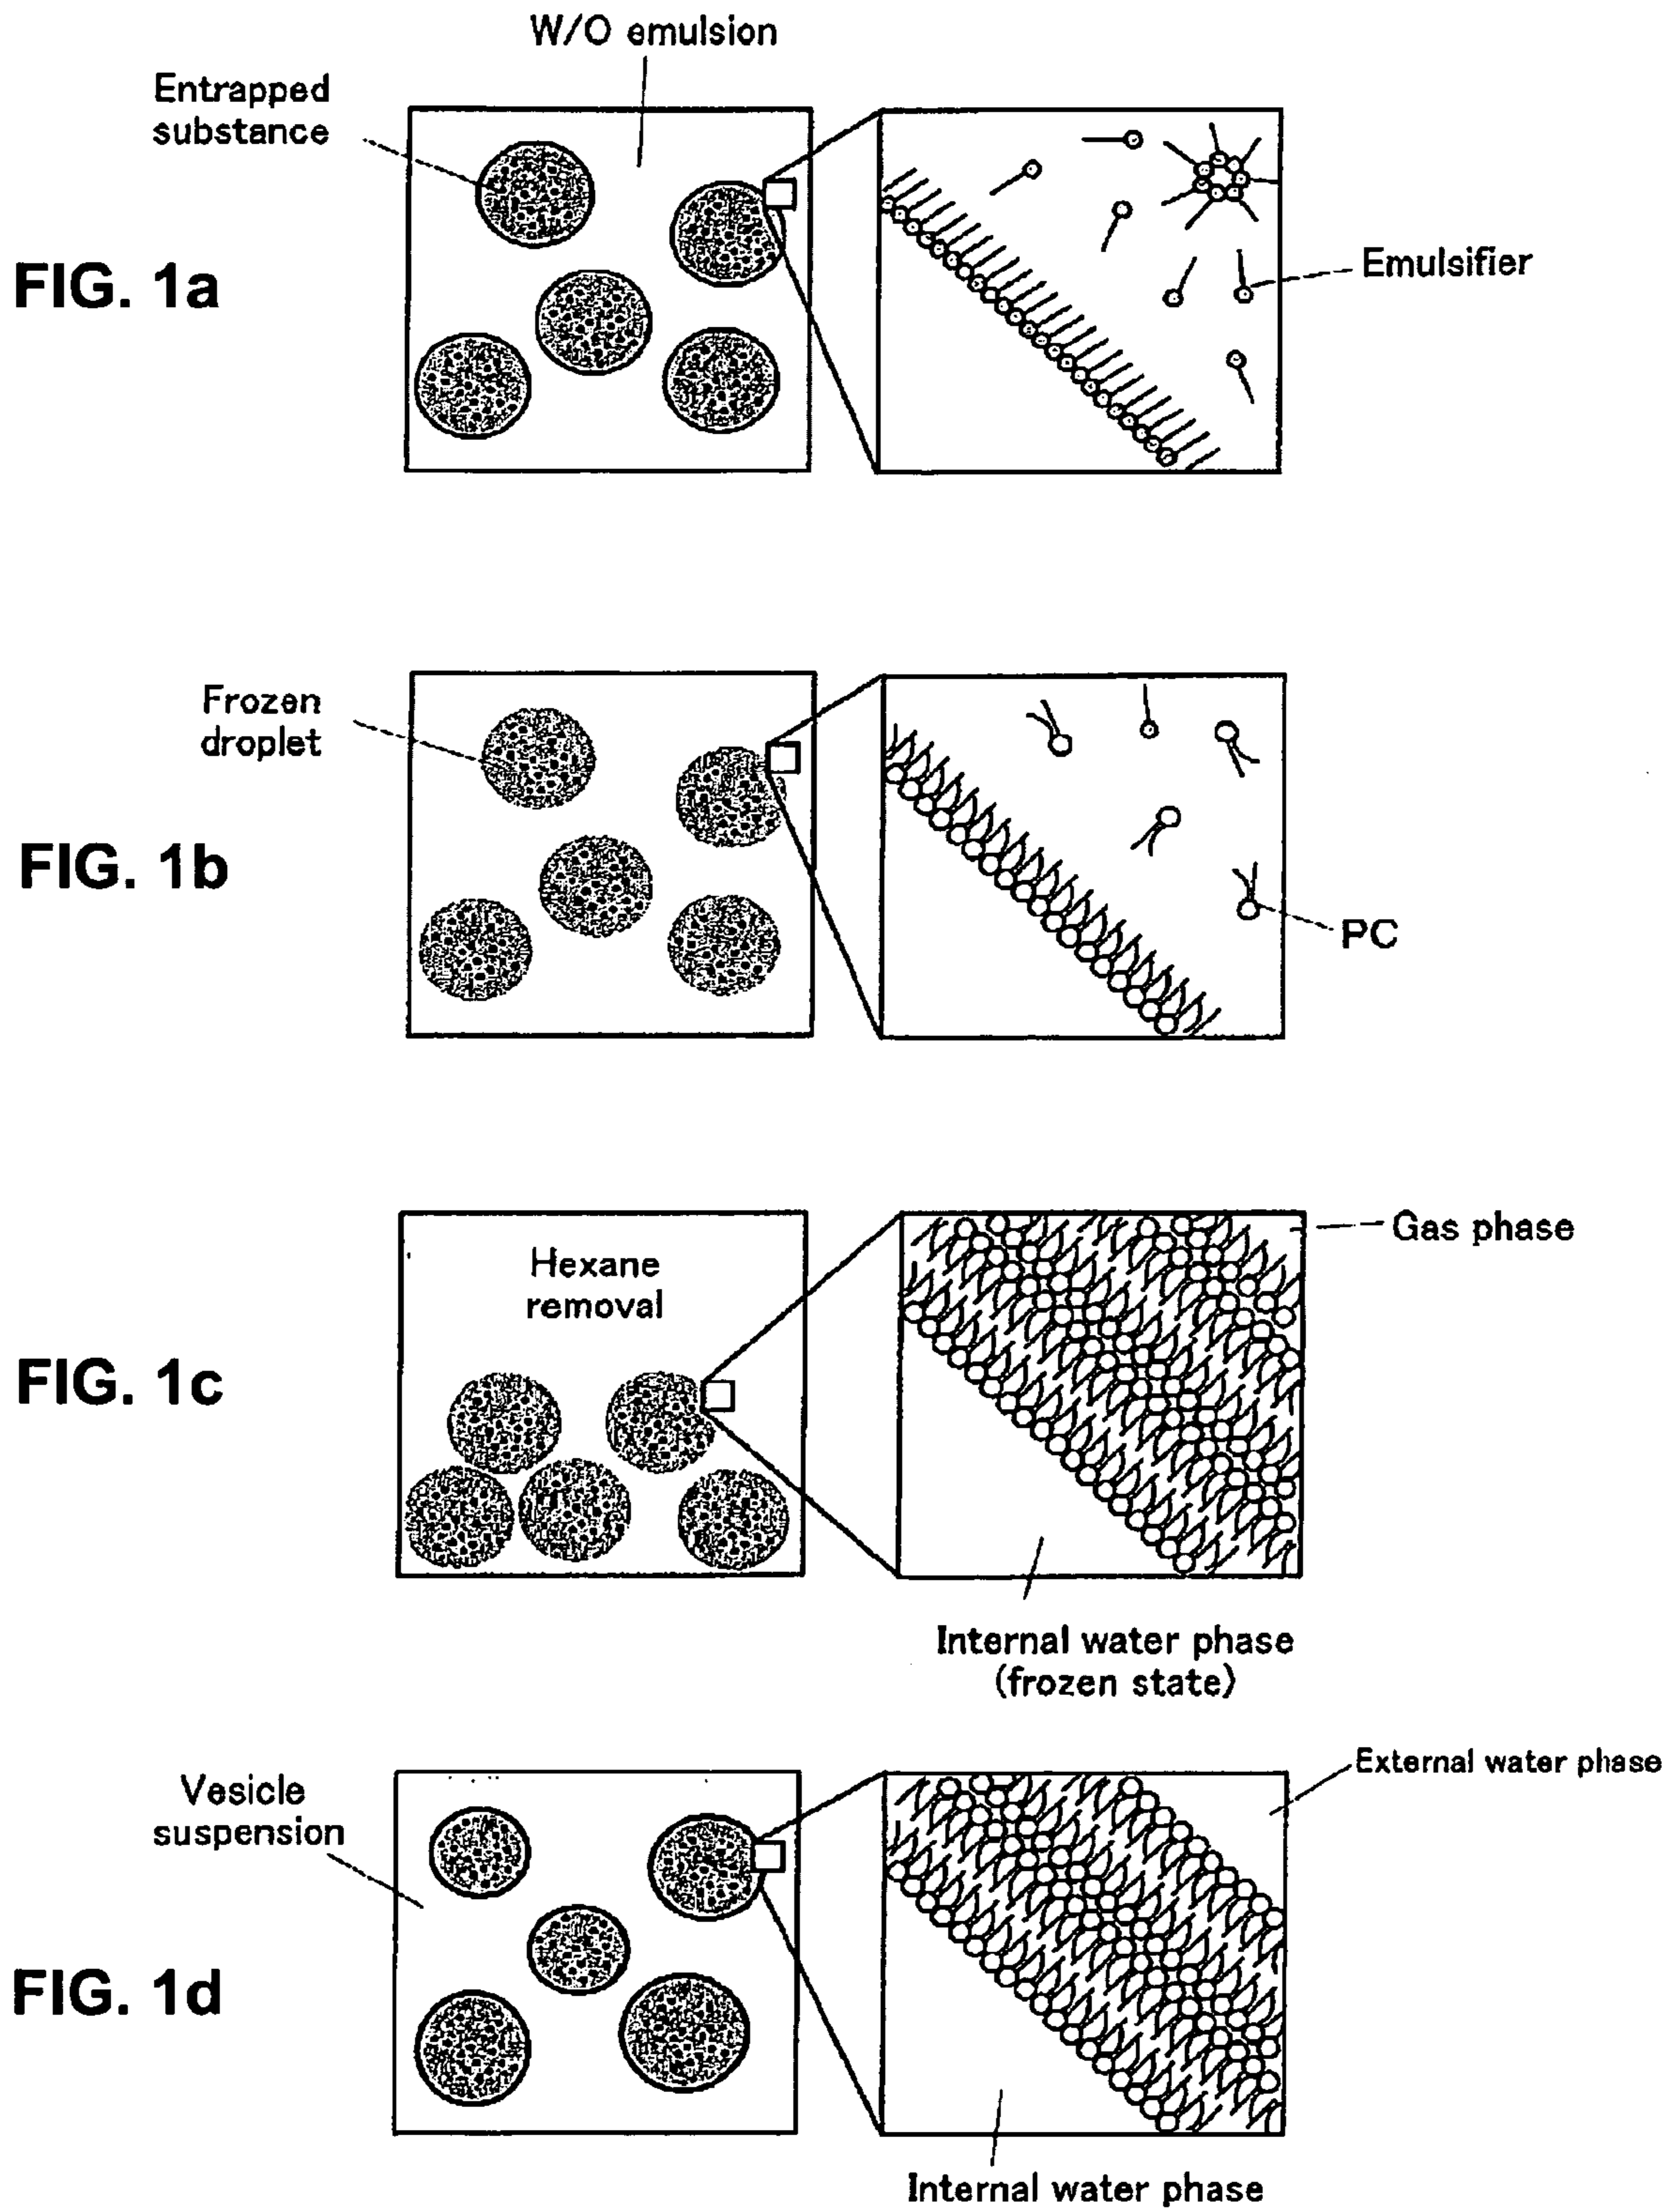 W/O emulsion
Entrapped
substance
FIG. 1a
Emulsifier
Frozen
droplet
FIG. 1b
PC
Hexane
removal
Gas phase
FIG. 1c
Internal water phase
(frozen state)
Vesicle
suspension
External water phase
FIG. 1d
Internal water phase